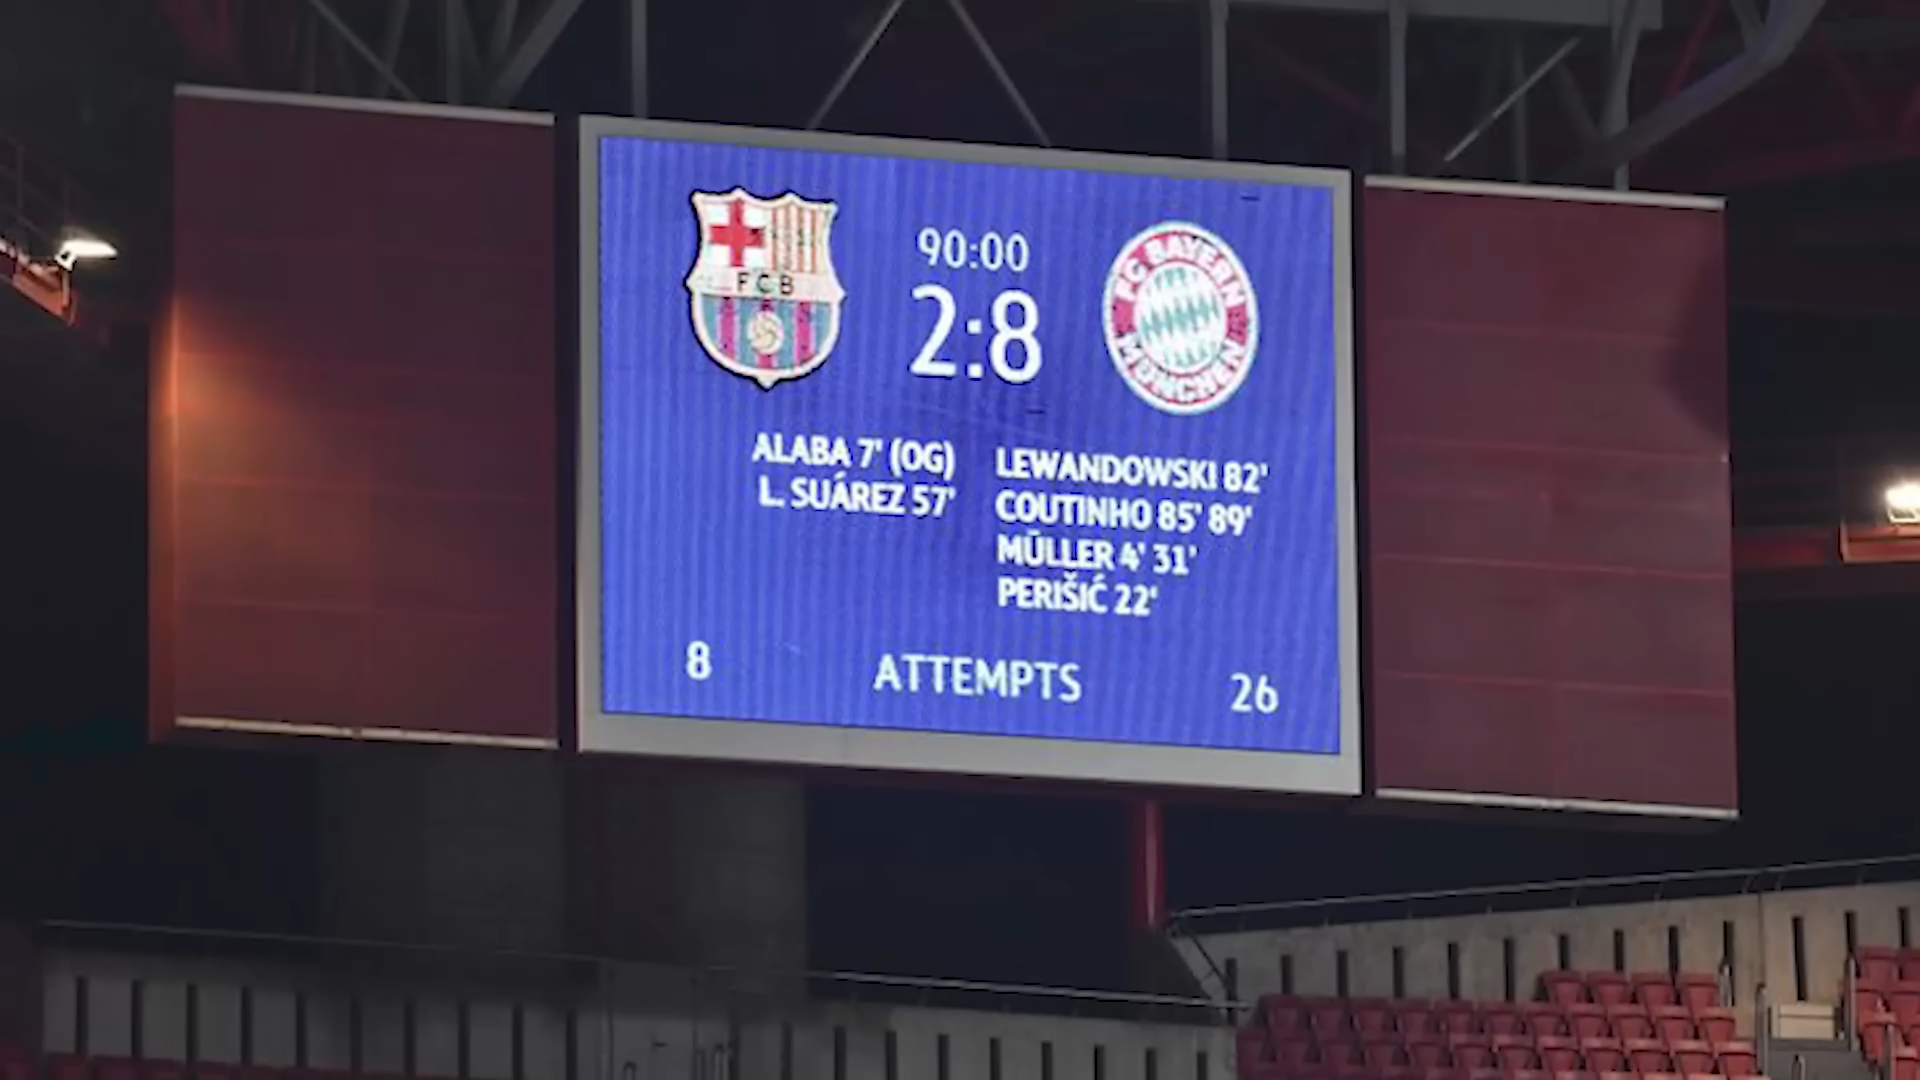 90:00
2:8
FCB
FC BAYERN
MÜNCHEN
ALABA 7' (OG)
L. SUÁREZ 57'
LEWANDOWSKI 82'
COUTINHO 85' 89'
MÜLLER 4' 31'
PERIŠIĆ 22'
8 ATTEMPTS 26